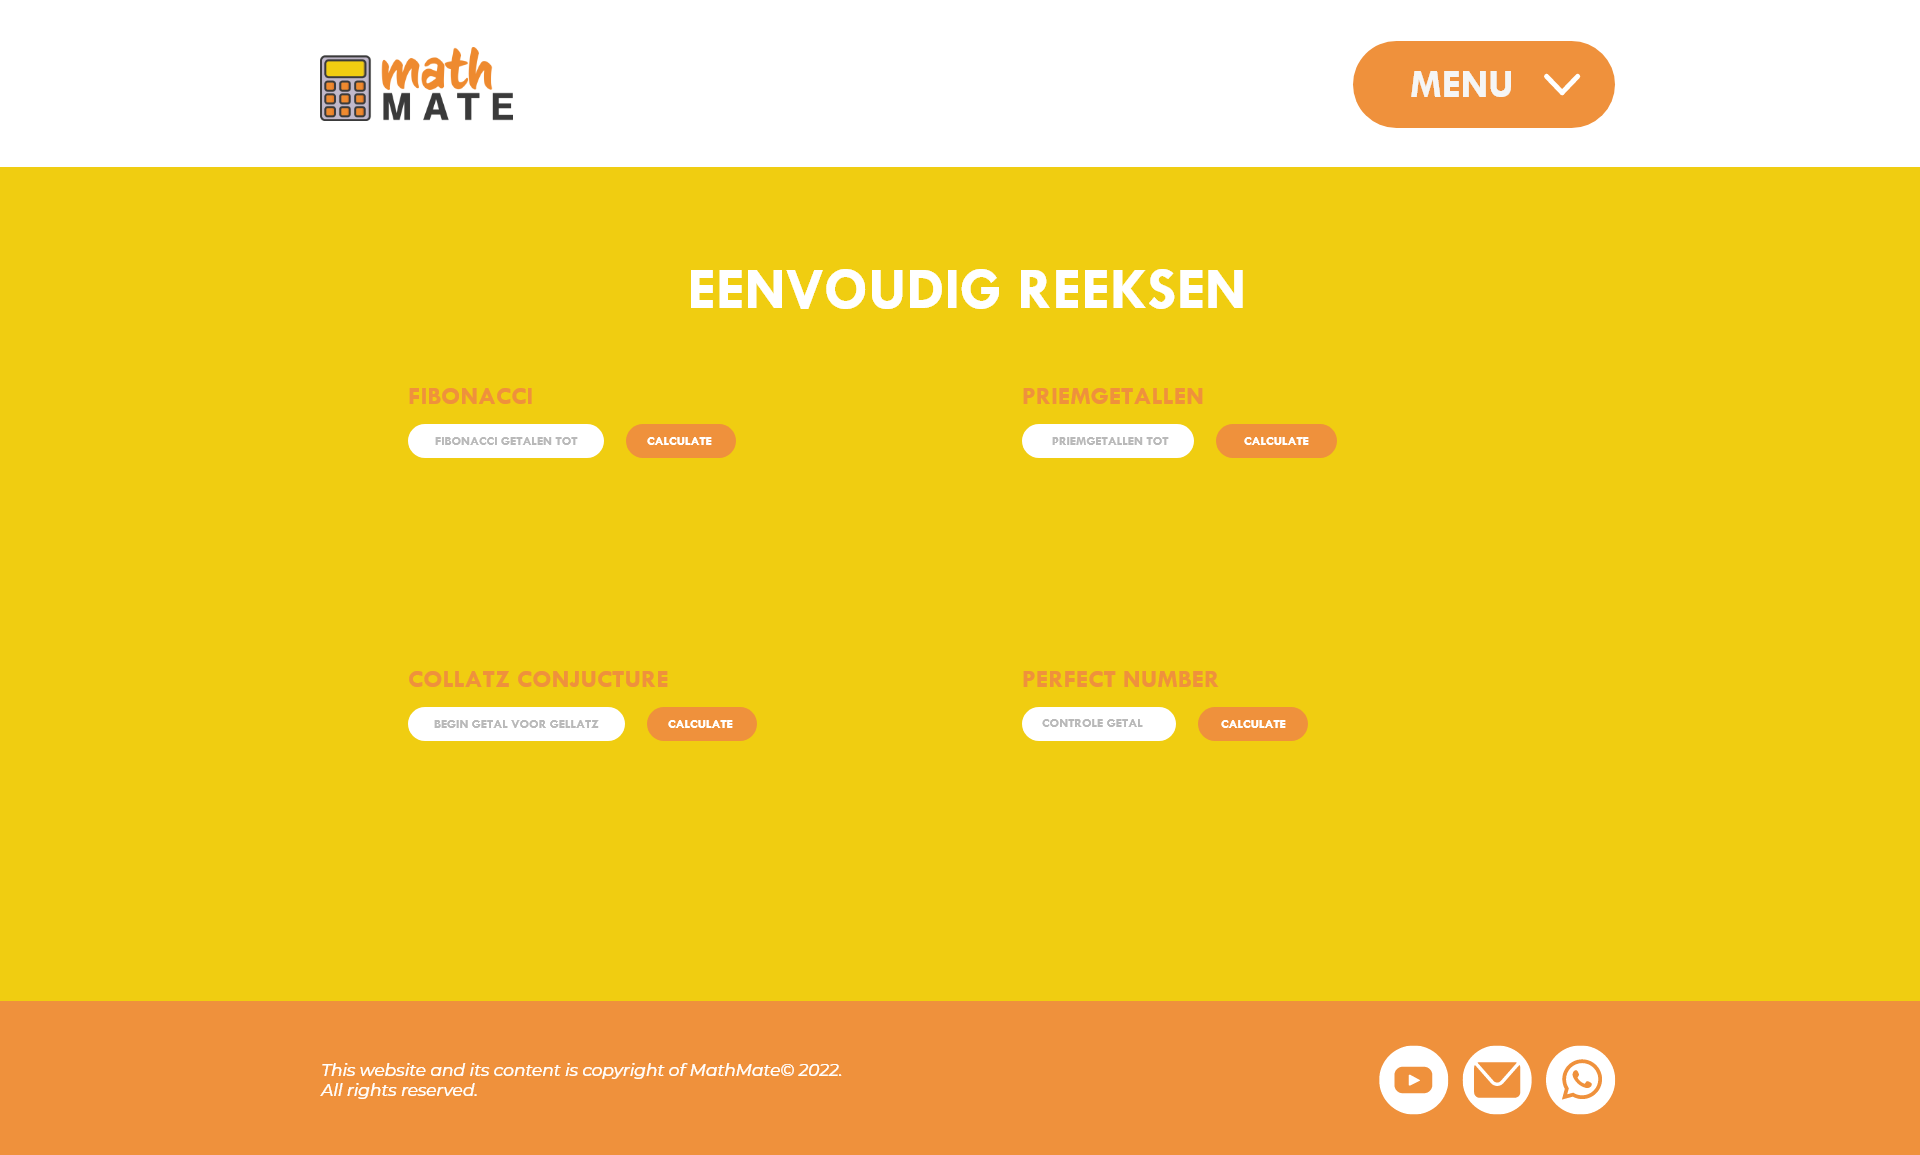 math
MATE
MENU
EENVOUDIG REEKSEN
FIBONACCI
FIBONACCI GETALEN TOT
CALCULATE
PRIEMGETALLEN
PRIEMGETALLEN TOT
CALCULATE
COLLATZ CONJUCTURE
BEGIN GETAL VOOR GELLATZ
CALCULATE
PERFECT NUMBER
CONTROLE GETAL
CALCULATE
This website and its content is copyright of MathMate© 2022.
All rights reserved.